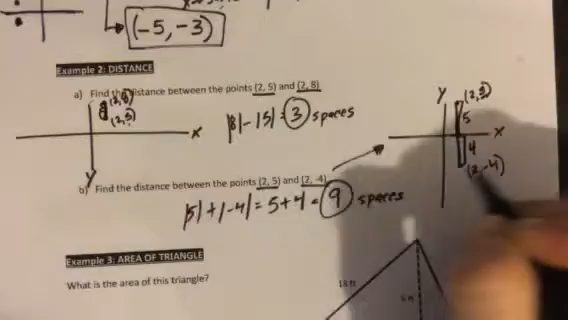 (-5, -3)
Example 2: DISTANCE
a) Find the distance between the points (2, 5) and (2, 8)
(2,8)
(2,5)
|8| - |5| = 3 spaces
x
y
y
(2,5)
5
x
4
(2,-4)
b) Find the distance between the points (2, 5) and (2, -4)
|5| + |-4| = 5 + 4 = 9 spaces
Example 3: AREA OF TRIANGLE
What is the area of this triangle?
18 ft